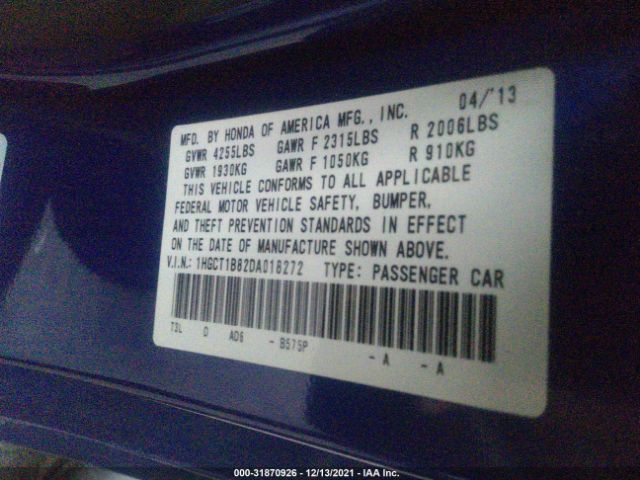 04/'13
MFD. BY HONDA OF AMERICA MFG., INC.
GVWR 4255LBS GAWR F 2315LBS R 2006LBS
GVWR 1930KG GAWR F 1050KG R 910KG
THIS VEHICLE CONFORMS TO ALL APPLICABLE
FEDERAL MOTOR VEHICLE SAFETY, BUMPER,
AND THEFT PREVENTION STANDARDS IN EFFECT
ON THE DATE OF MANUFACTURE SHOWN ABOVE.
V.I.N.: 1HGCT1B82DA016272 TYPE: PASSENGER CAR
TSL D AD6 - B575P - A - A
000-31870926 - 12/13/2021 - IAA Inc.